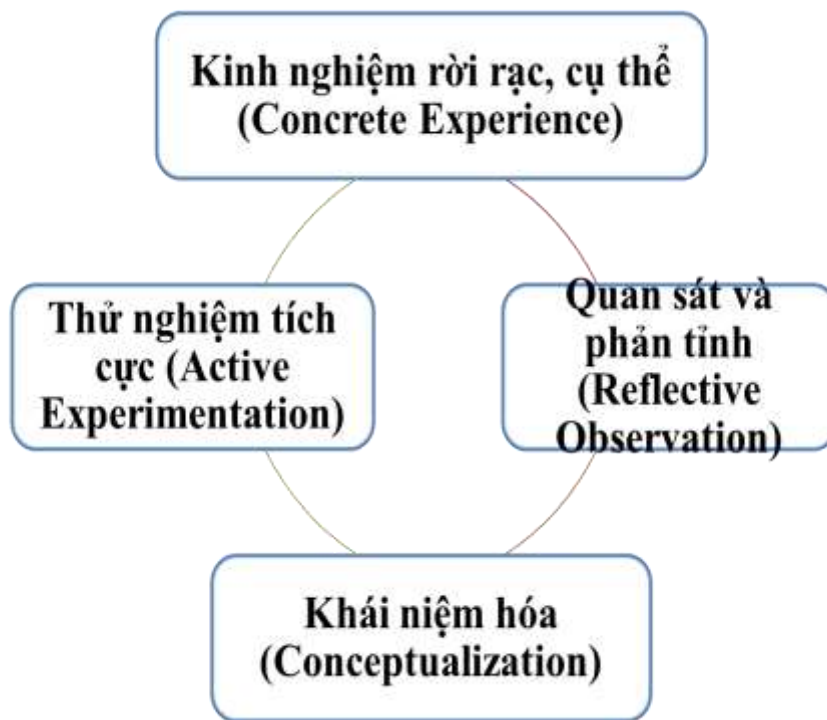 Kinh nghiệm rời rạc, cụ thể
(Concrete Experience)
Thử nghiệm tích
cực (Active
Experimentation)
Quan sát và
phản tỉnh
(Reflective
Observation)
Khái niệm hóa
(Conceptualization)